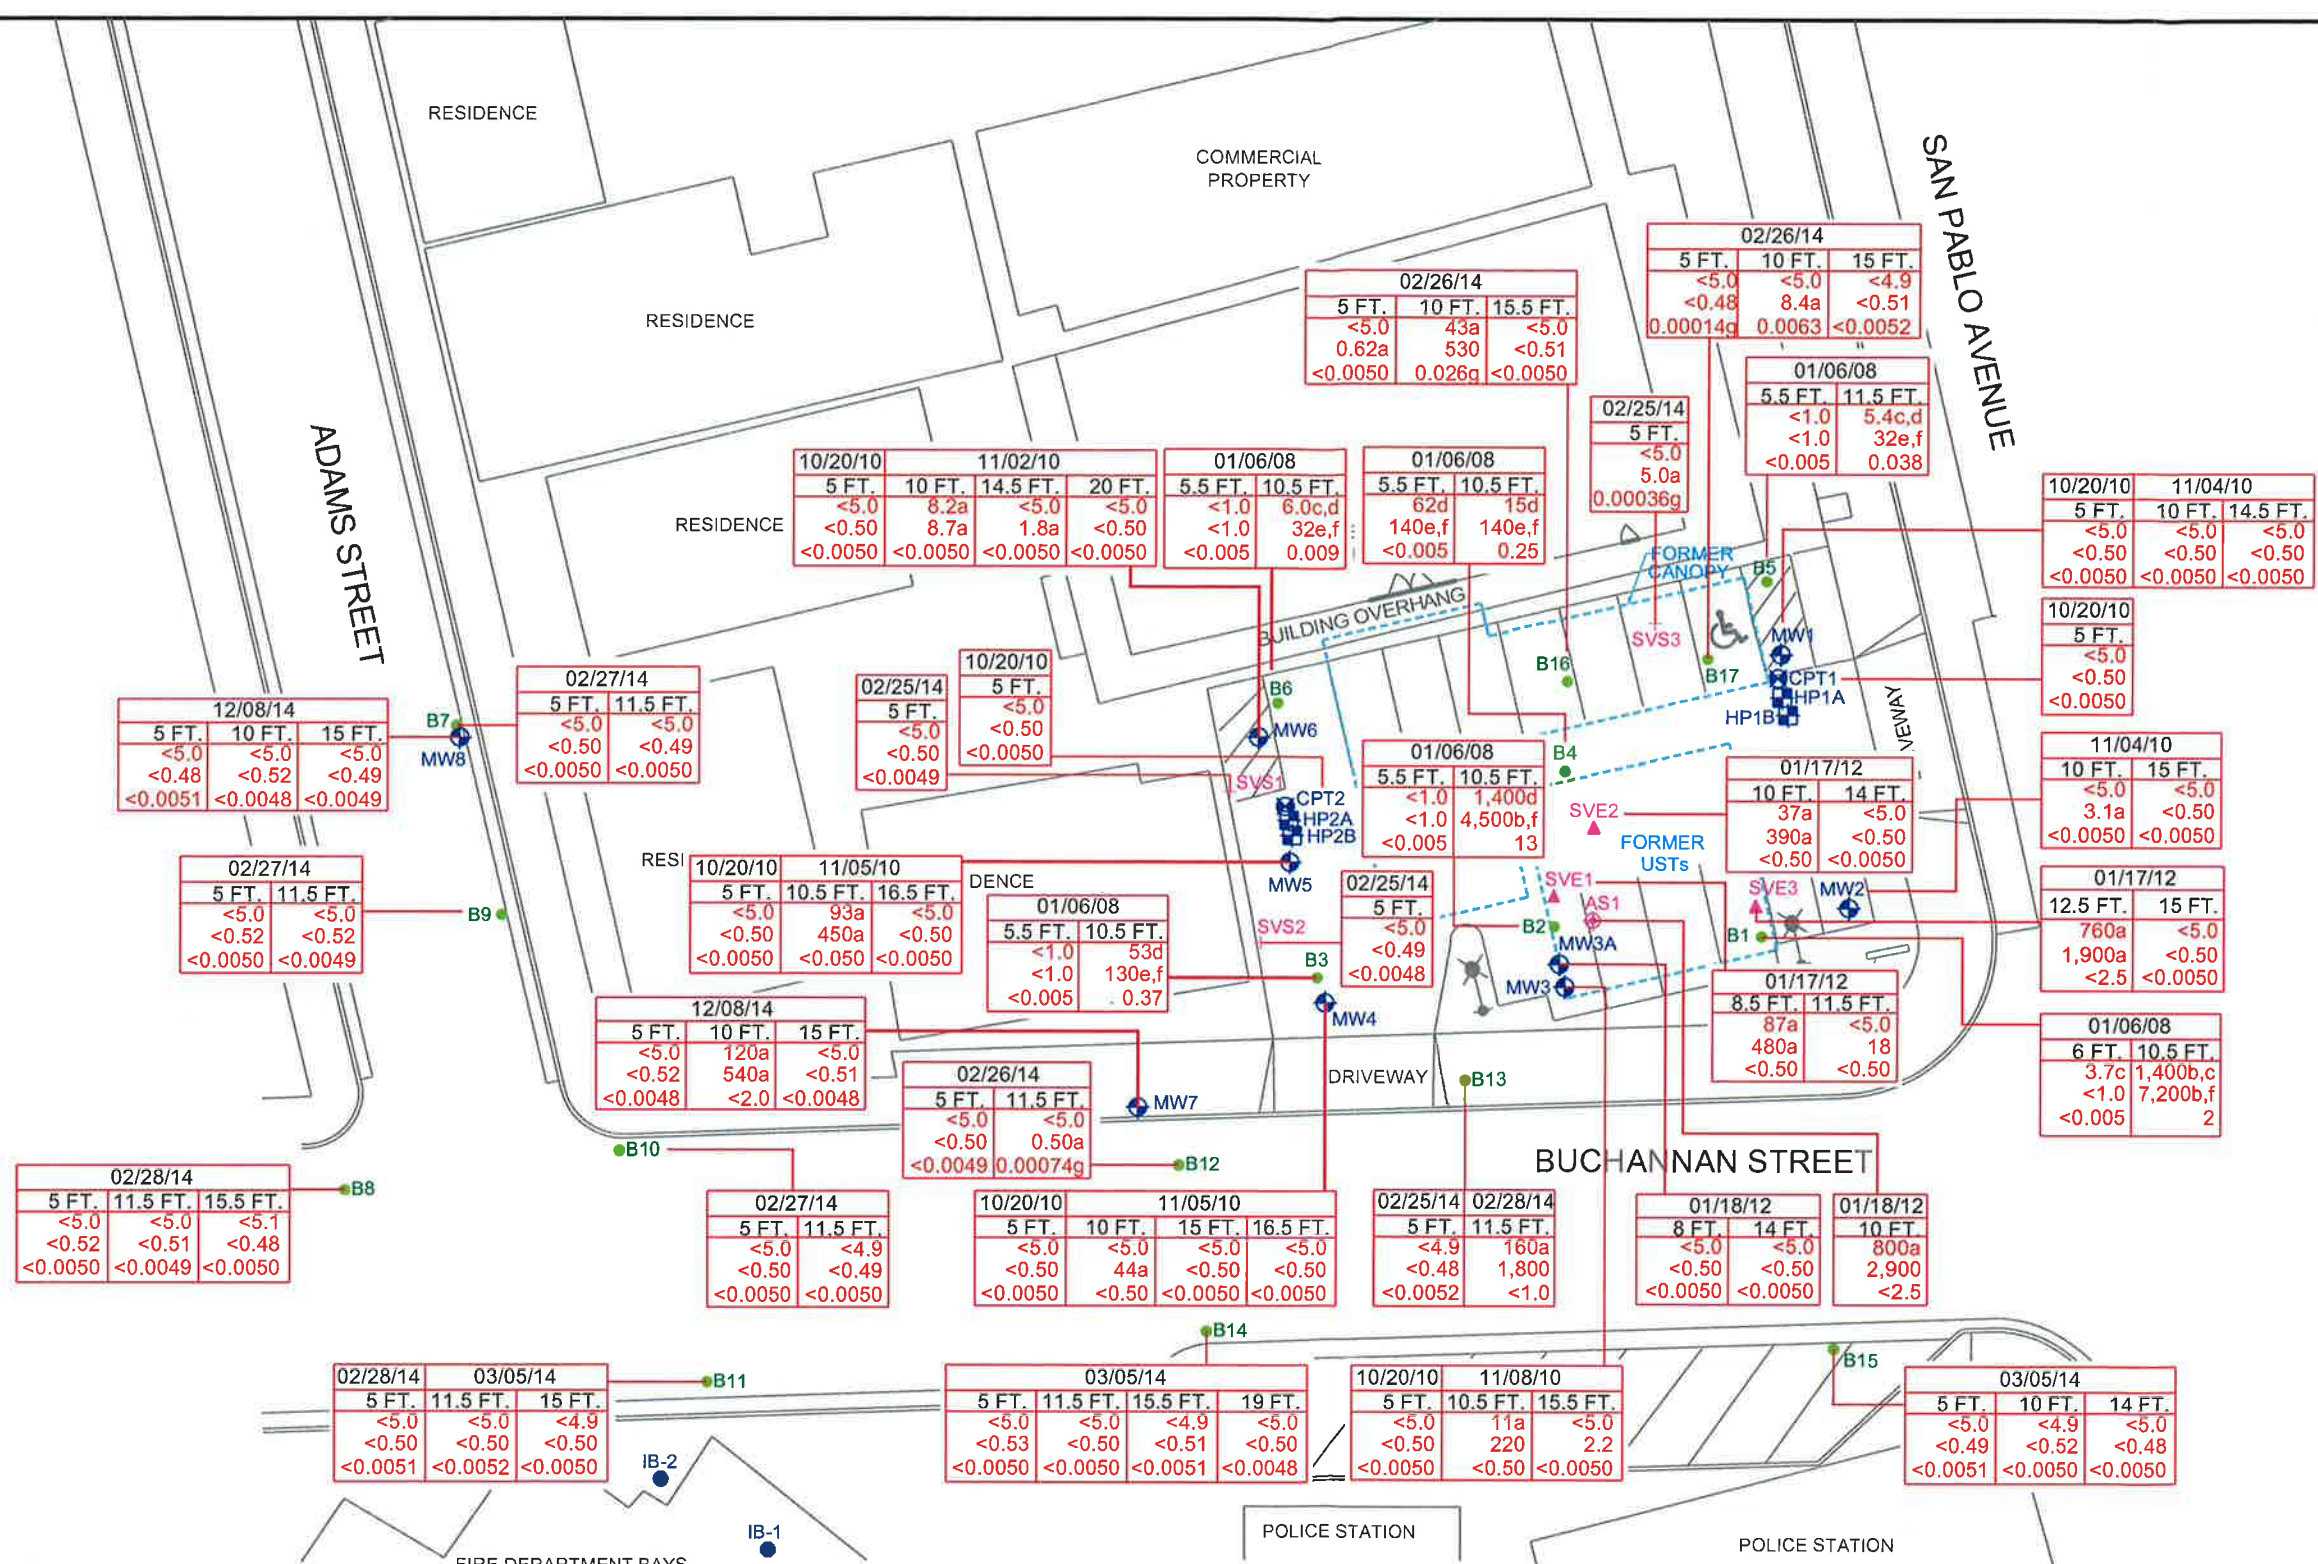 RESIDENCE
COMMERCIAL
PROPERTY
SAN PABLO AVENUE
RESIDENCE
ADAMS STREET
RESIDENCE
02/26/14
5 FT. 10 FT. 15 FT.
<5.0 <5.0 <4.9
<0.48 8.4a <0.51
0.00014g 0.0063 <0.0052
02/26/14
5 FT. 10 FT. 15.5 FT.
<5.0 43a <5.0
0.62a 530 <0.51
<0.0050 0.026g <0.0050
01/06/08
5.5 FT. 11.5 FT.
<1.0 5.4c,d
<1.0 32e,f
<0.005 0.038
02/25/14
5 FT.
<5.0
5.0a
0.00036g
10/20/10 11/02/10
5 FT. 10 FT. 14.5 FT. 20 FT.
<5.0 8.2a <5.0 <5.0
<0.50 8.7a 1.8a <0.50
<0.0050 <0.0050 <0.0050 <0.0050
01/06/08
5.5 FT. 10.5 FT.
<1.0 6.0c,d
<1.0 32e,f
<0.005 0.009
01/06/08
5.5 FT. 10.5 FT.
62d 15d
140e,f 140e,f
<0.005 0.25
10/20/10 11/04/10
5 FT. 10 FT. 14.5 FT.
<5.0 <5.0 <5.0
<0.50 <0.50 <0.50
<0.0050 <0.0050 <0.0050
FORMER
CANOPY
B5
BUILDING OVERHANG
SVS3
MW1
10/20/10
5 FT.
<5.0
<0.50
<0.0050
B16
B17
CPT1
HP1A
HP1B
VEWAY
12/08/14
5 FT. 10 FT. 15 FT.
<5.0 <5.0 <5.0
<0.48 <0.52 <0.49
<0.0051 <0.0048 <0.0049
B7
MW8
02/27/14
5 FT. 11.5 FT.
<5.0 <5.0
<0.50 <0.49
<0.0050 <0.0050
02/25/14
5 FT.
<5.0
<0.50
<0.0049
10/20/10
5 FT.
<5.0
<0.50
<0.0050
B6
MW6
SVS1
CPT2
HP2A
HP2B
MW5
B4
01/06/08
5.5 FT. 10.5 FT.
<1.0 1,400d
<1.0 4,500b,f
<0.005 13
SVE2
FORMER
USTs
01/17/12
10 FT. 14 FT.
37a <5.0
390a <0.50
<0.50 <0.0050
11/04/10
10 FT. 15 FT.
<5.0 <5.0
3.1a <0.50
<0.0050 <0.0050
02/27/14
5 FT. 11.5 FT.
<5.0 <5.0
<0.52 <0.52
<0.0050 <0.0049
B9
RESI
DENCE
10/20/10 11/05/10
5 FT. 10.5 FT. 16.5 FT.
<5.0 93a <5.0
<0.50 450a <0.50
<0.0050 <0.050 <0.0050
01/06/08
5.5 FT. 10.5 FT.
<1.0 53d
<1.0 130e,f
<0.005 0.37
SVS2
02/25/14
5 FT.
<5.0
<0.49
<0.0048
B3
MW4
SVE1
AS1
B2
MW3A
MW3
SVE3
MW2
B1
01/17/12
12.5 FT. 15 FT.
760a <5.0
1,900a <0.50
<2.5 <0.0050
01/17/12
8.5 FT. 11.5 FT.
87a <5.0
480a 18
<0.50 <0.50
01/06/08
6 FT. 10.5 FT.
3.7c 1,400b,c
<1.0 7,200b,f
<0.005 2
12/08/14
5 FT. 10 FT. 15 FT.
<5.0 120a <5.0
<0.52 540a <0.51
<0.0048 <2.0 <0.0048
02/26/14
5 FT. 11.5 FT.
<5.0 <5.0
<0.50 0.50a
<0.0049 0.00074g
MW7
DRIVEWAY
B13
B10
B12
BUCHANNAN STREET
02/28/14
5 FT. 11.5 FT. 15.5 FT.
<5.0 <5.0 <5.1
<0.52 <0.51 <0.48
<0.0050 <0.0049 <0.0050
B8
02/27/14
5 FT. 11.5 FT.
<5.0 <4.9
<0.50 <0.49
<0.0050 <0.0050
10/20/10 11/05/10
5 FT. 10 FT. 15 FT. 16.5 FT.
<5.0 <5.0 <5.0 <5.0
<0.50 44a <0.50 <0.50
<0.0050 <0.50 <0.0050 <0.0050
02/25/14 02/28/14
5 FT. 11.5 FT.
<4.9 160a
<0.48 1,800
<0.0052 <1.0
01/18/12
8 FT. 14 FT.
<5.0 <5.0
<0.50 <0.50
<0.0050 <0.0050
01/18/12
10 FT.
800a
2,900
<2.5
B14
B15
02/28/14 03/05/14
5 FT. 11.5 FT. 15 FT.
<5.0 <5.0 <4.9
<0.50 <0.50 <0.50
<0.0051 <0.0052 <0.0050
B11
03/05/14
5 FT. 11.5 FT. 15.5 FT. 19 FT.
<5.0 <5.0 <4.9 <5.0
<0.53 <0.50 <0.51 <0.50
<0.0050 <0.0050 <0.0051 <0.0048
10/20/10 11/08/10
5 FT. 10.5 FT. 15.5 FT.
<5.0 11a <5.0
<0.50 220 2.2
<0.0050 <0.50 <0.0050
03/05/14
5 FT. 10 FT. 14 FT.
<5.0 <4.9 <5.0
<0.49 <0.52 <0.48
<0.0051 <0.0050 <0.0050
IB-2
IB-1
POLICE STATION
POLICE STATION
FIRE DEPARTMENT BAYS